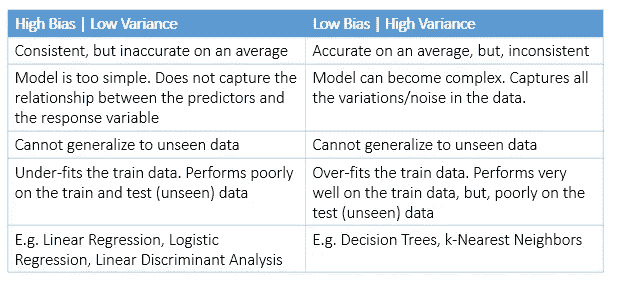 High Bias | Low Variance
Low Bias | High Variance
Consistent, but inaccurate on an average
Accurate on an average, but, inconsistent
Model is too simple. Does not capture the
relationship between the predictors and
the response variable
Model can become complex. Captures all
the variations/noise in the data.
Cannot generalize to unseen data
Cannot generalize to unseen data
Under-fits the train data. Performs poorly
on the train and test (unseen) data
Over-fits the train data. Performs very
well on the train data, but, poorly on the
test (unseen) data
E.g. Linear Regression, Logistic
Regression, Linear Discriminant Analysis
E.g. Decision Trees, k-Nearest Neighbors